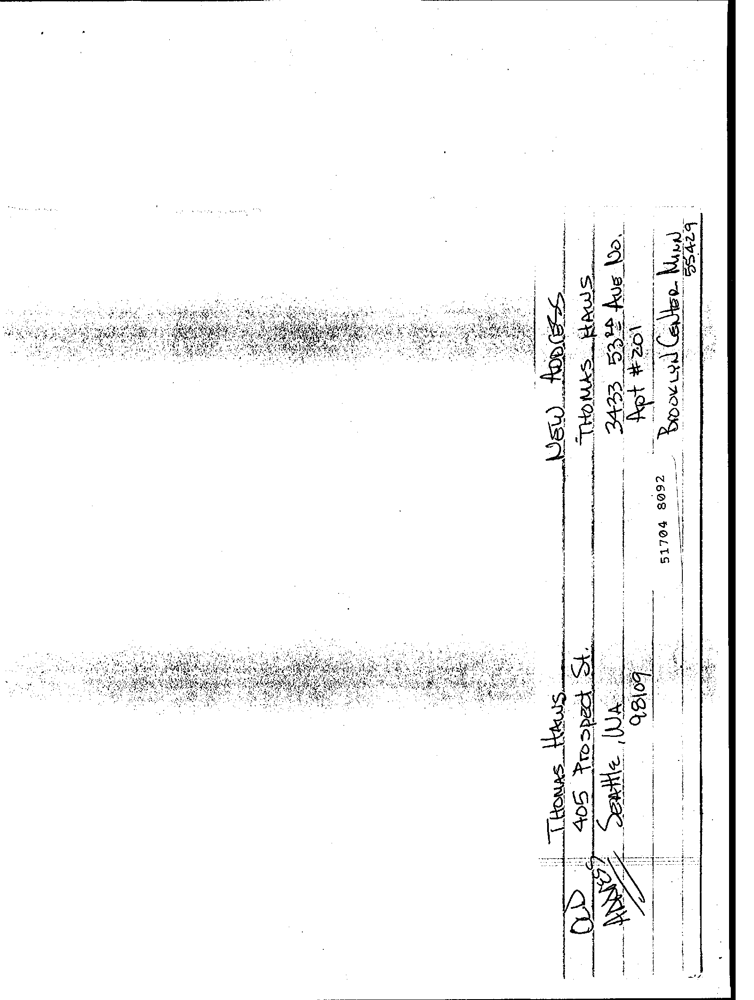 THOMAS HAWS
OLD 405 Prospect St.
ADDRESS Seattle, WA
98109
NEW ADDRESS
THOMAS HAWS
3433 53RD AVE NO.
Apt #201
BROOKLYN CENTER MINN
55429
51704 8092